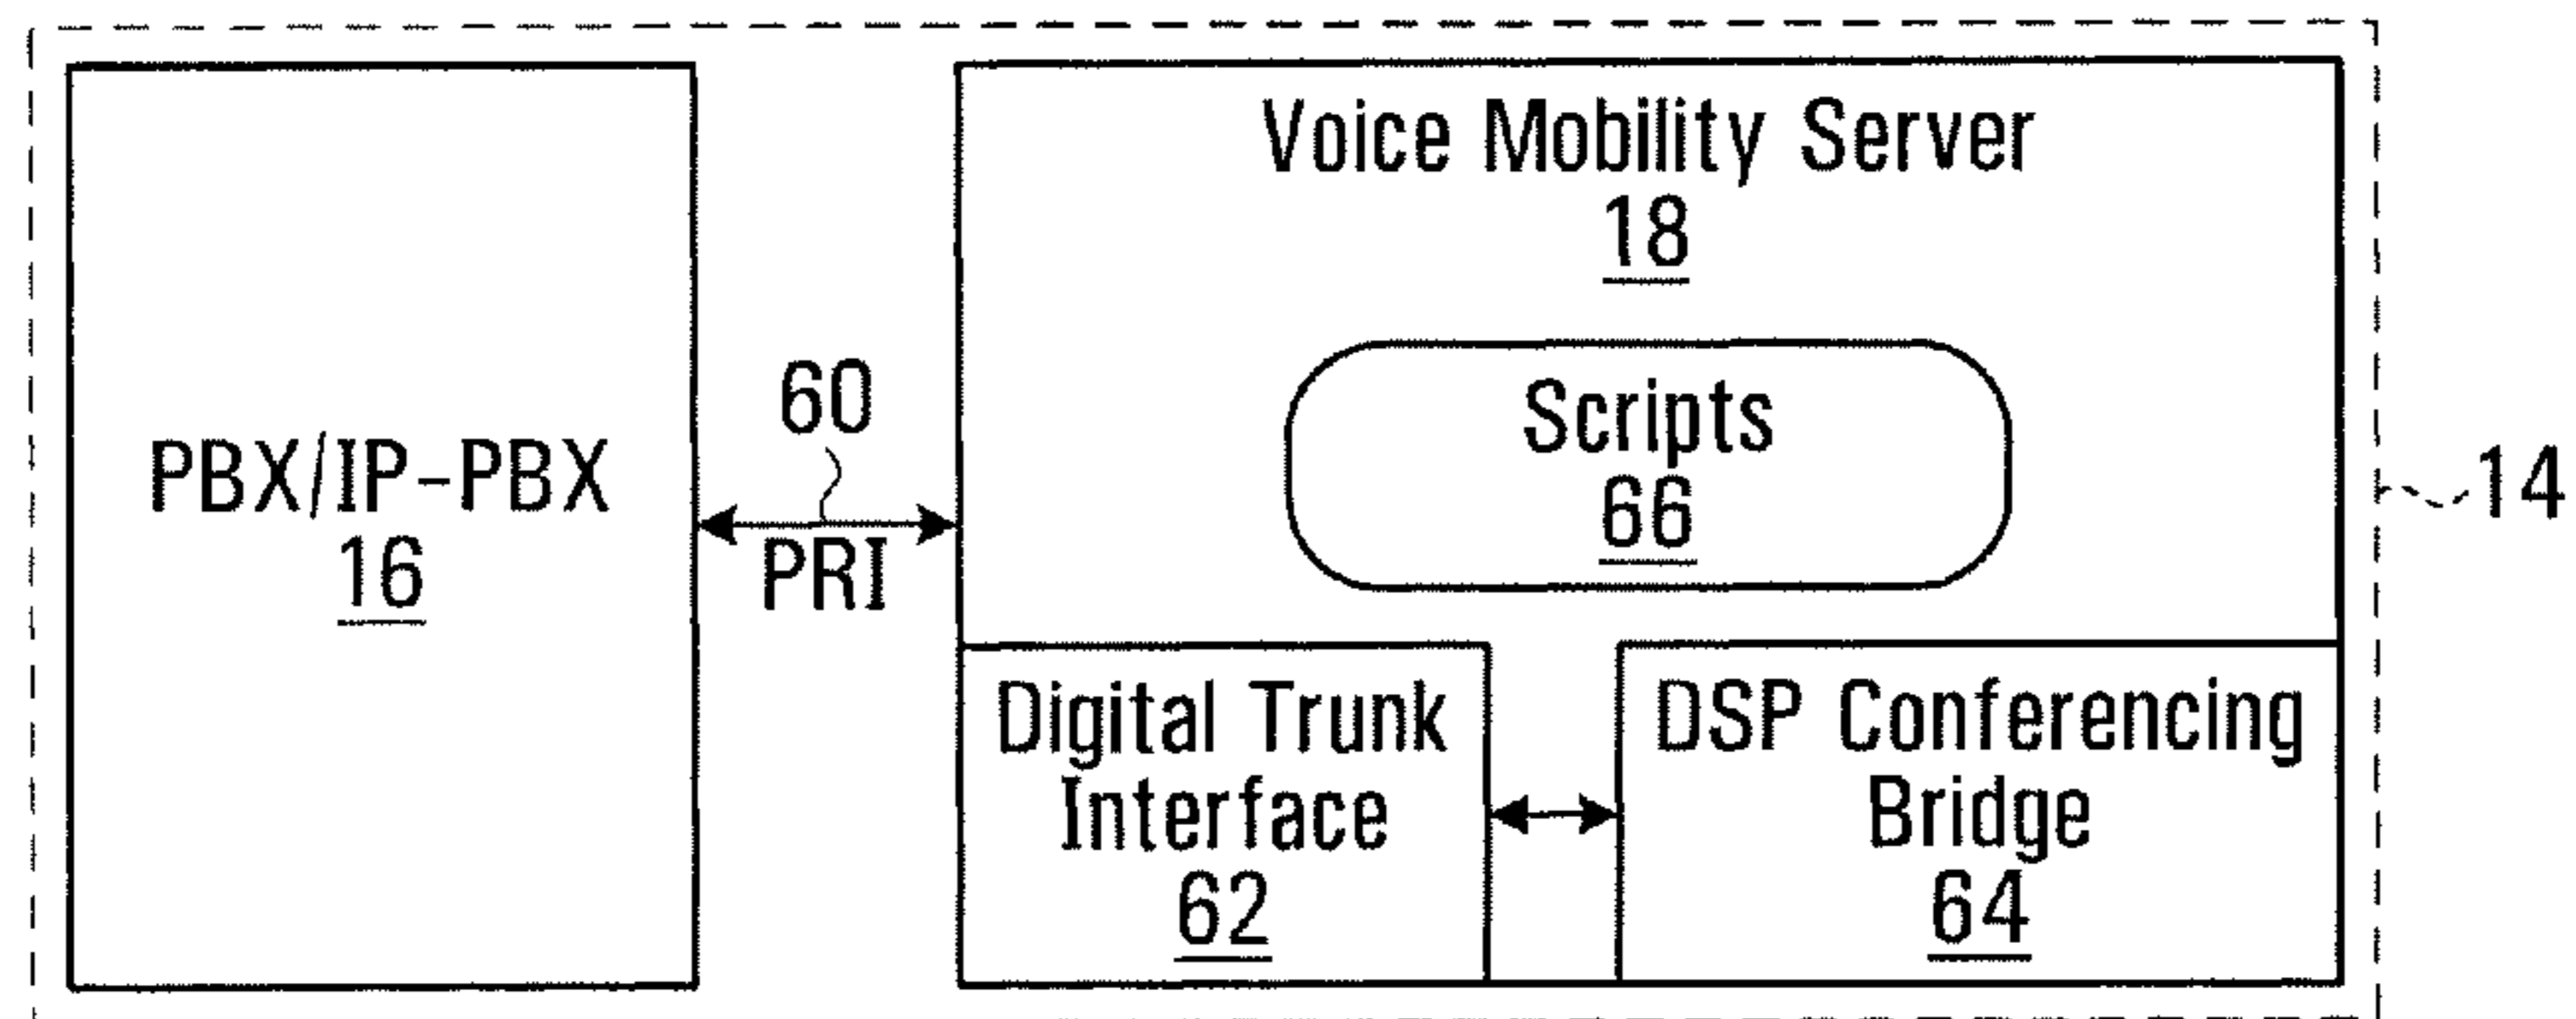 Voice Mobility Server
18
60
Scripts
66
PBX/IP-PBX
16
PRI
14
Digital Trunk
Interface
62
DSP Conferencing
Bridge
64